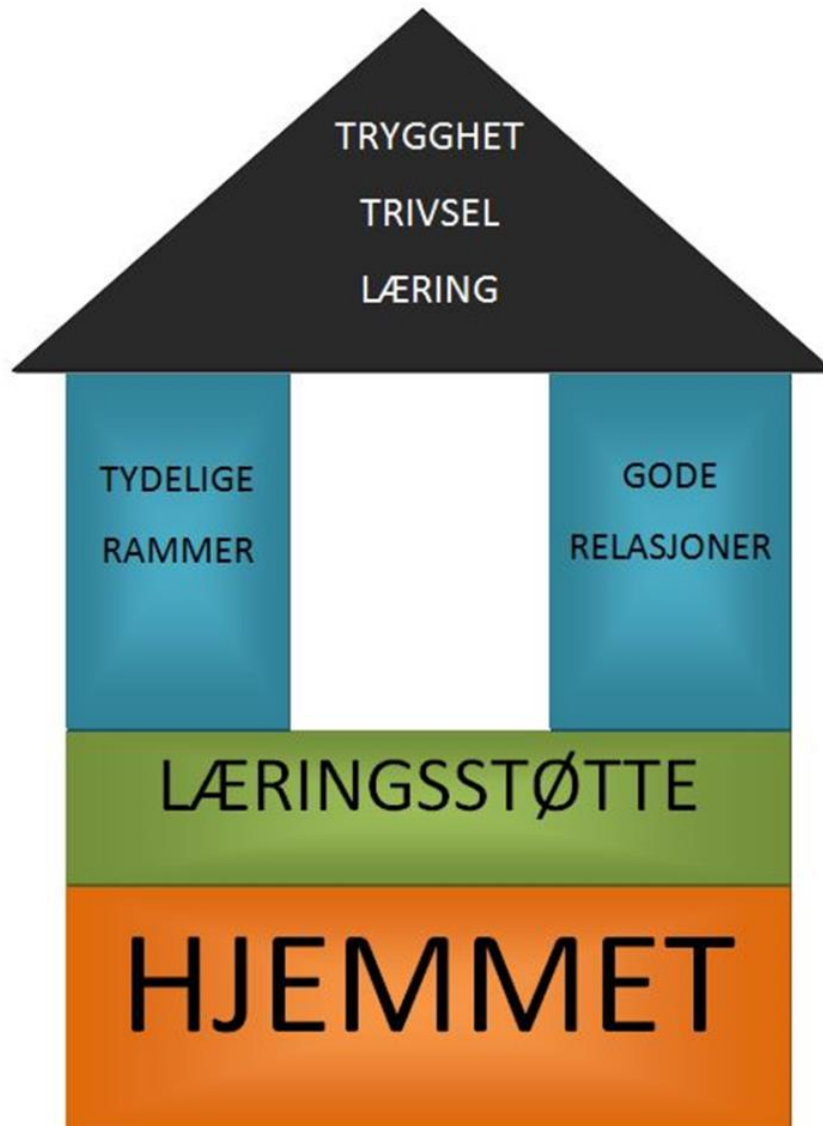 TRYGGHET
TRIVSEL
LÆRING
TYDELIGE
RAMMER
GODE
RELASJONER
LÆRINGSSTØTTE
HJEMMET